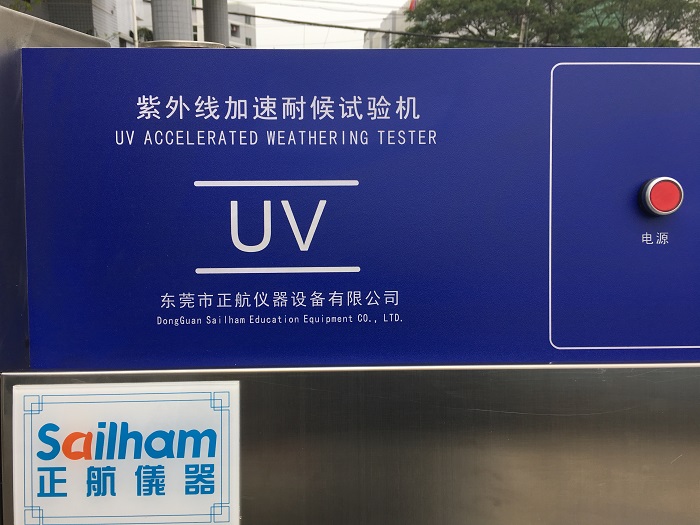 紫外线加速耐候试验机
UV ACCELERATED WEATHERING TESTER
UV
东莞市正航仪器设备有限公司
DongGuan Sailham Education Equipment CO., LTD.
电源
Sailham
正航儀器